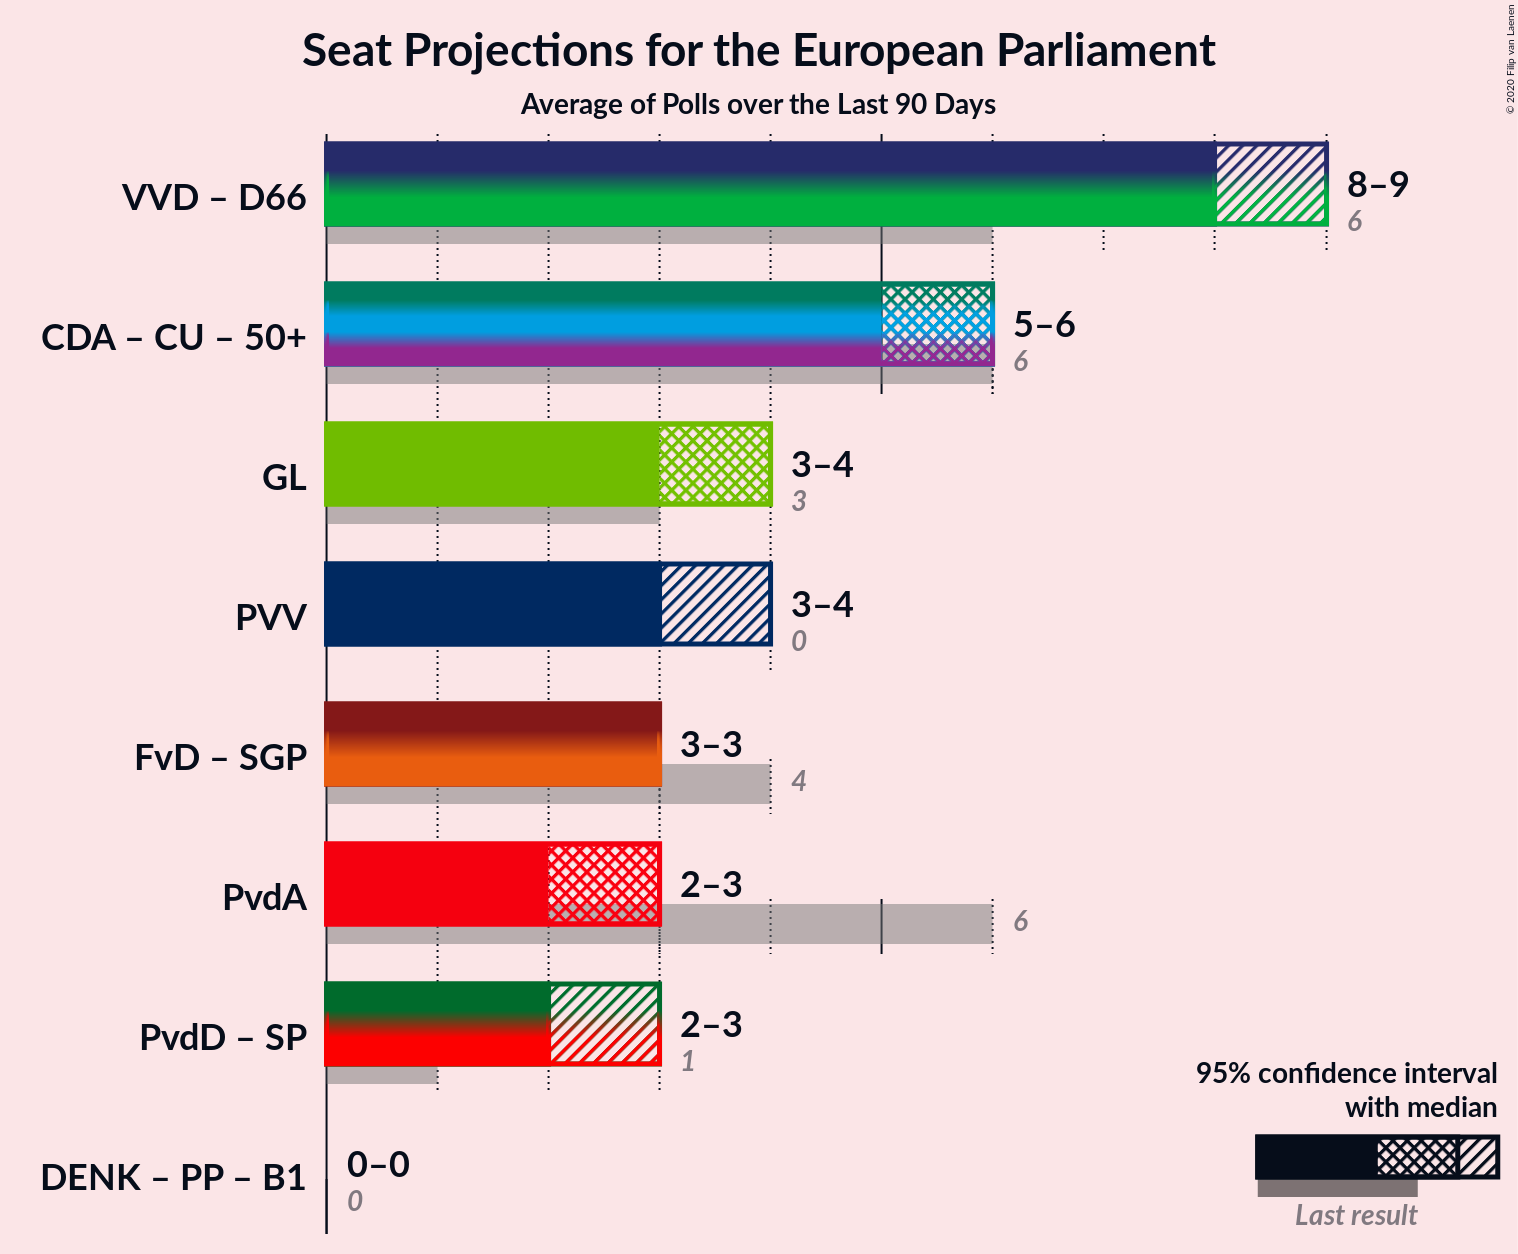 Seat Projections for the European Parliament
Average of Polls over the Last 90 Days
© 2020 Filip van Laenen
VVD – D66
8–9
6
CDA – CU – 50+
5–6
6
GL
3–4
3
PVV
3–4
0
FvD – SGP
3–3
4
PvdA
2–3
6
PvdD – SP
2–3
1
DENK – PP – B1
0–0
0
95% confidence interval
with median
Last result